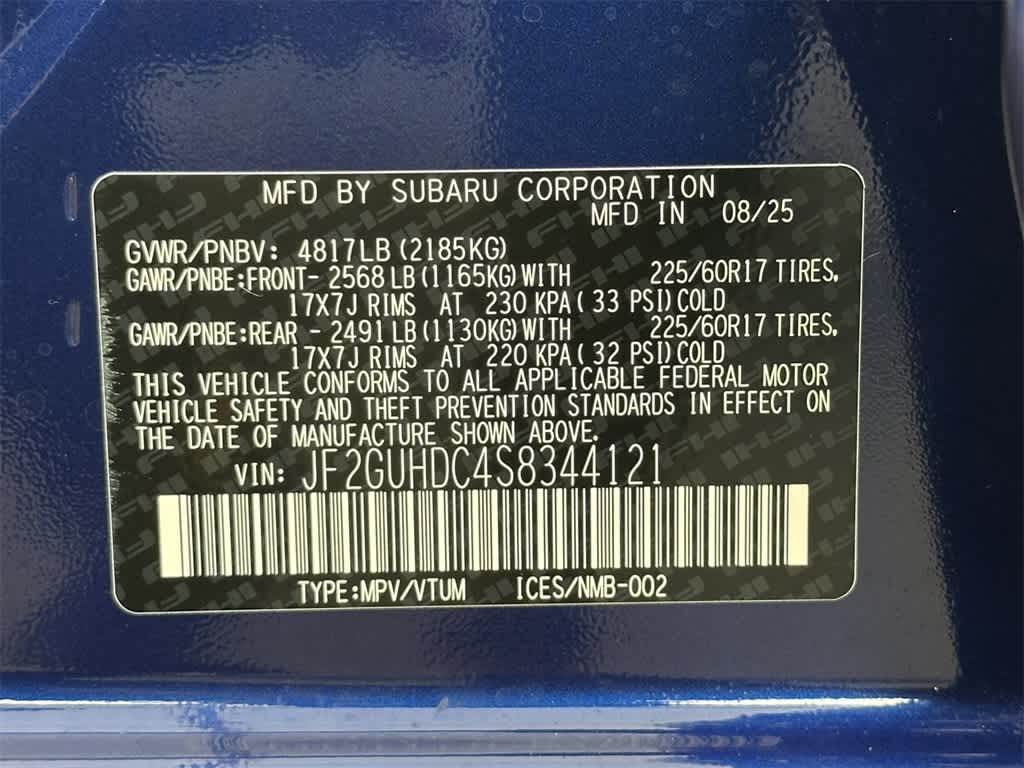 MFD BY SUBARU CORPORATION
MFD IN 08/25
GVWR/PNBV: 4817LB (2185KG)
GAWR/PNBE:FRONT- 2568 LB (1165KG) WITH 225/60R17 TIRES.
17X7J RIMS AT 230 KPA ( 33 PSI) COLD
GAWR/PNBE:REAR - 2491 LB (1130KG) WITH 225/60R17 TIRES.
17X7J RIMS AT 220 KPA ( 32 PSI) COLD
THIS VEHICLE CONFORMS TO ALL APPLICABLE FEDERAL MOTOR
VEHICLE SAFETY AND THEFT PREVENTION STANDARDS IN EFFECT ON
THE DATE OF MANUFACTURE SHOWN ABOVE.
VIN: JF2GUHDC4S8344121
TYPE:MPV/VTUM ICES/NMB-002